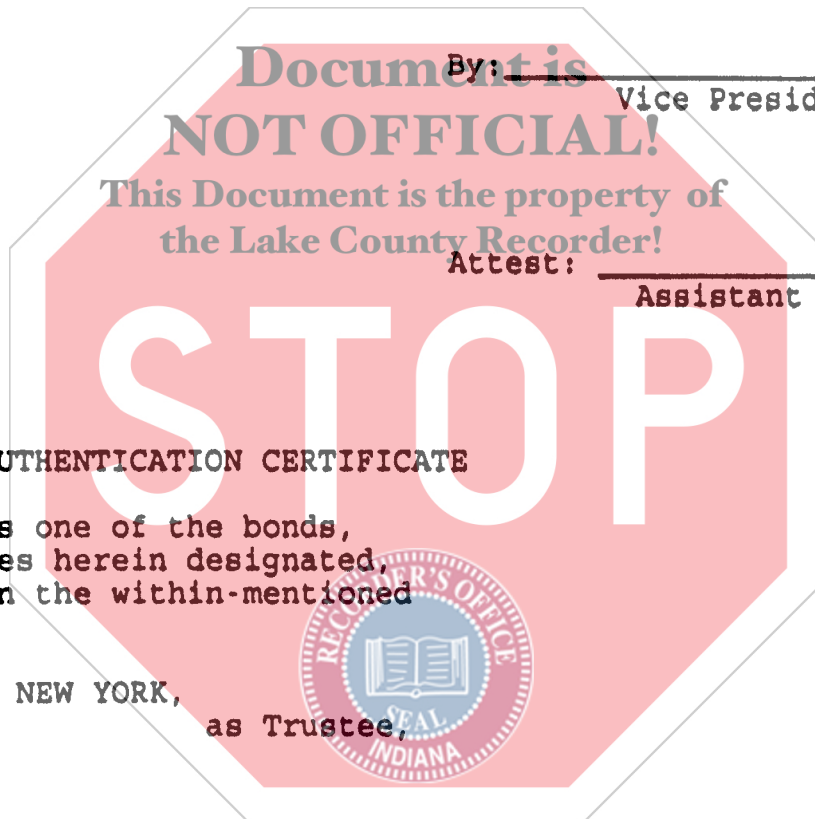 Document is
By:
Vice Presid
NOT OFFICIAL!
This Document is the property of
the Lake County Recorder!
Attest:
Assistant
STOP
UTHENTICATION CERTIFICATE
s one of the bonds,
es herein designated,
n the within-mentioned
RECORDER'S OFFICE
SEAL
INDIANA
NEW YORK,
as Trustee,